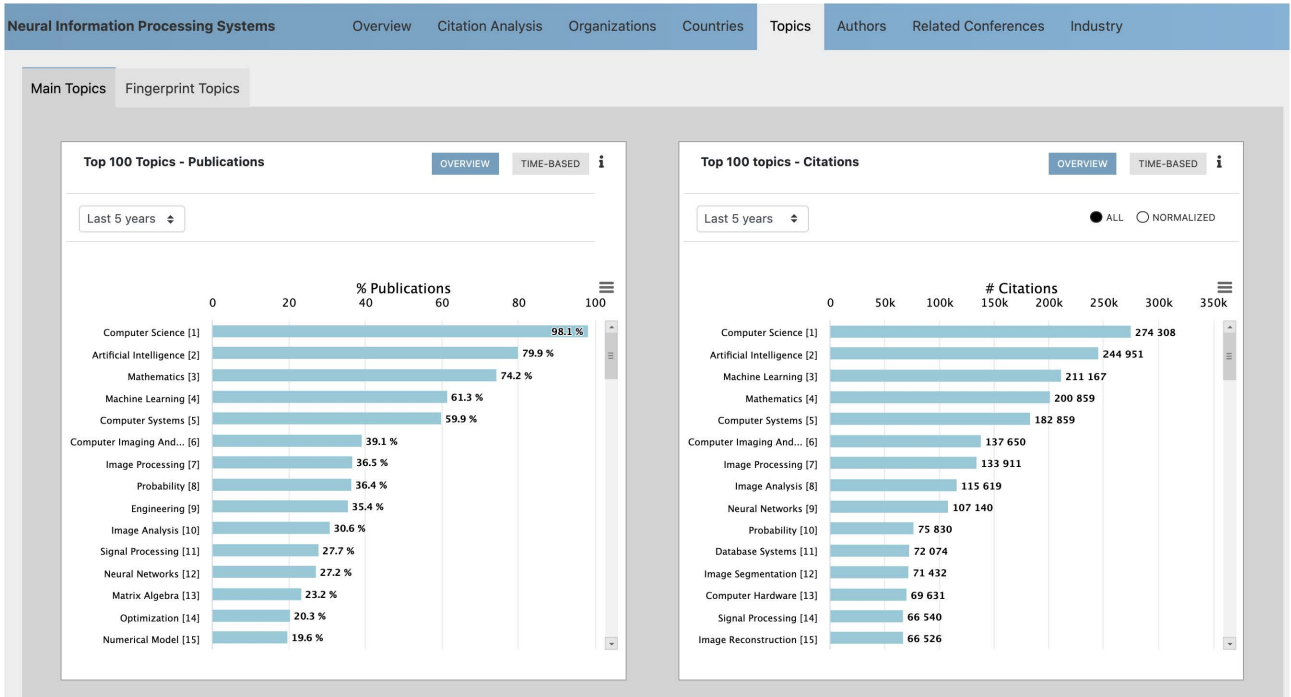 Neural Information Processing Systems Overview Citation Analysis Organizations Countries Topics Authors Related Conferences Industry
Main Topics Fingerprint Topics
Top 100 Topics - Publications OVERVIEW TIME-BASED i
Last 5 years
% Publications
0 20 40 60 80 100
Computer Science [1] 98.1 %
Artificial Intelligence [2] 79.9 %
Mathematics [3] 74.2 %
Machine Learning [4] 61.3 %
Computer Systems [5] 59.9 %
Computer Imaging And... [6] 39.1 %
Image Processing [7] 36.5 %
Probability [8] 36.4 %
Engineering [9] 35.4 %
Image Analysis [10] 30.6 %
Signal Processing [11] 27.7 %
Neural Networks [12] 27.2 %
Matrix Algebra [13] 23.2 %
Optimization [14] 20.3 %
Numerical Model [15] 19.6 %
Top 100 topics - Citations OVERVIEW TIME-BASED i
Last 5 years ALL NORMALIZED
# Citations
0 50k 100k 150k 200k 250k 300k 350k
Computer Science [1] 274 308
Artificial Intelligence [2] 244 951
Machine Learning [3] 211 167
Mathematics [4] 200 859
Computer Systems [5] 182 859
Computer Imaging And... [6] 137 650
Image Processing [7] 133 911
Image Analysis [8] 115 619
Neural Networks [9] 107 140
Probability [10] 75 830
Database Systems [11] 72 074
Image Segmentation [12] 71 432
Computer Hardware [13] 69 631
Signal Processing [14] 66 540
Image Reconstruction [15] 66 526